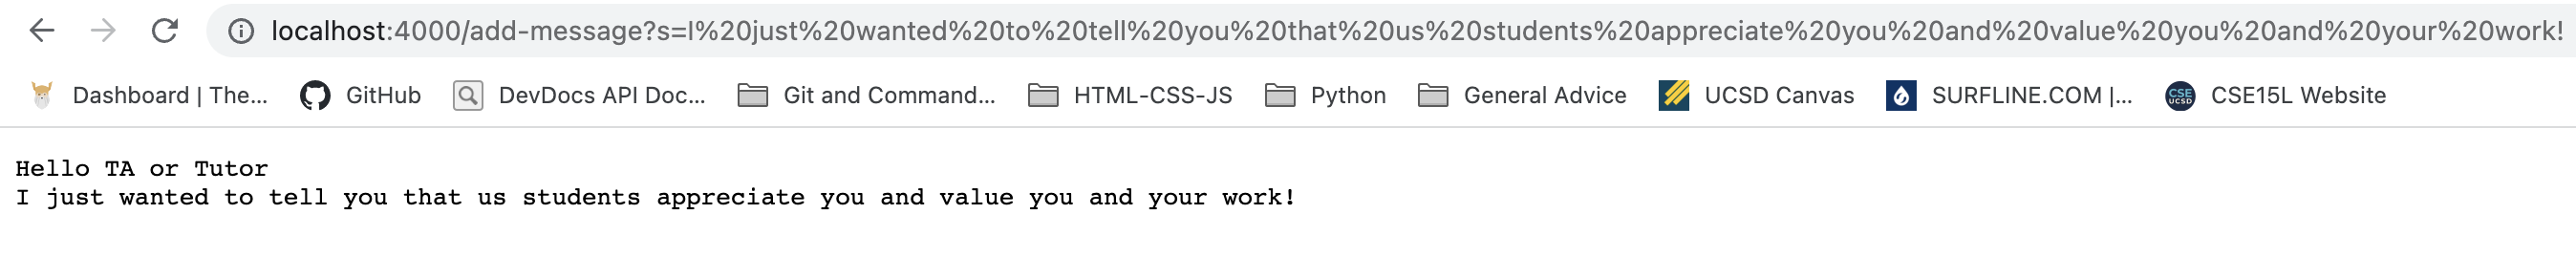 localhost:4000/add-message?s=I%20just%20wanted%20to%20tell%20you%20that%20us%20students%20appreciate%20you%20and%20value%20you%20and%20your%20work!
Dashboard | The... GitHub DevDocs API Doc... Git and Command... HTML-CSS-JS Python General Advice UCSD Canvas SURFLINE.COM |... CSE UCSD CSE15L Website
Hello TA or Tutor
I just wanted to tell you that us students appreciate you and value you and your work!